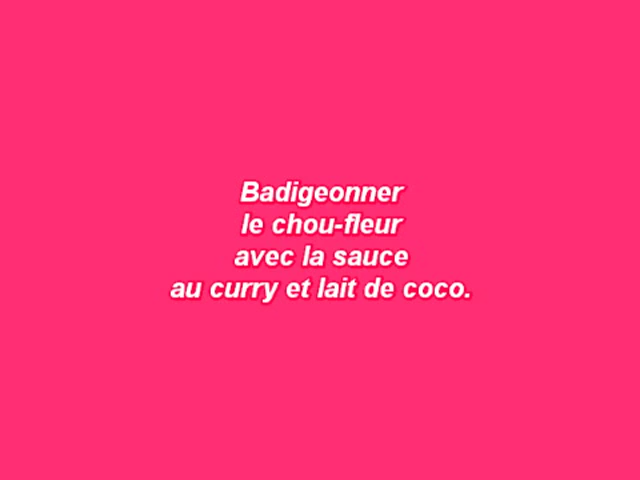 Badigeonner
le chou-fleur
avec la sauce
au curry et lait de coco.